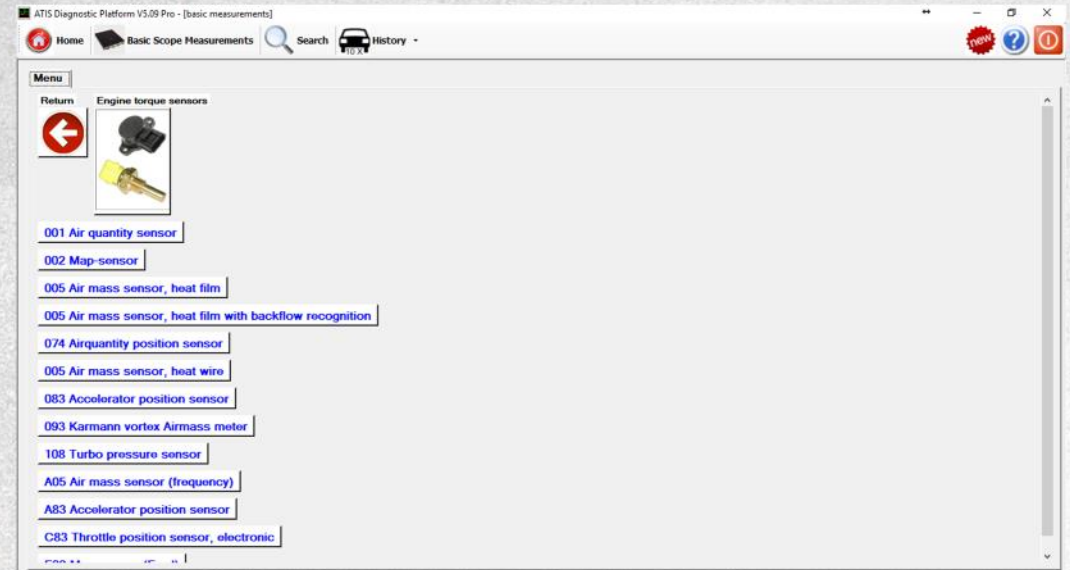 ATIS Diagnostic Platform V5.09 Pro - [basic measurements]
Home Basic Scope Measurements Search 10 X History
new ?
Menu
Return Engine torque sensors
001 Air quantity sensor
002 Map-sensor
005 Air mass sensor, heat film
005 Air mass sensor, heat film with backflow recognition
074 Airquantity position sensor
005 Air mass sensor, heat wire
083 Accelerator position sensor
093 Karmann vortex Airmass meter
108 Turbo pressure sensor
A05 Air mass sensor (frequency)
A83 Accelerator position sensor
C83 Throttle position sensor, electronic